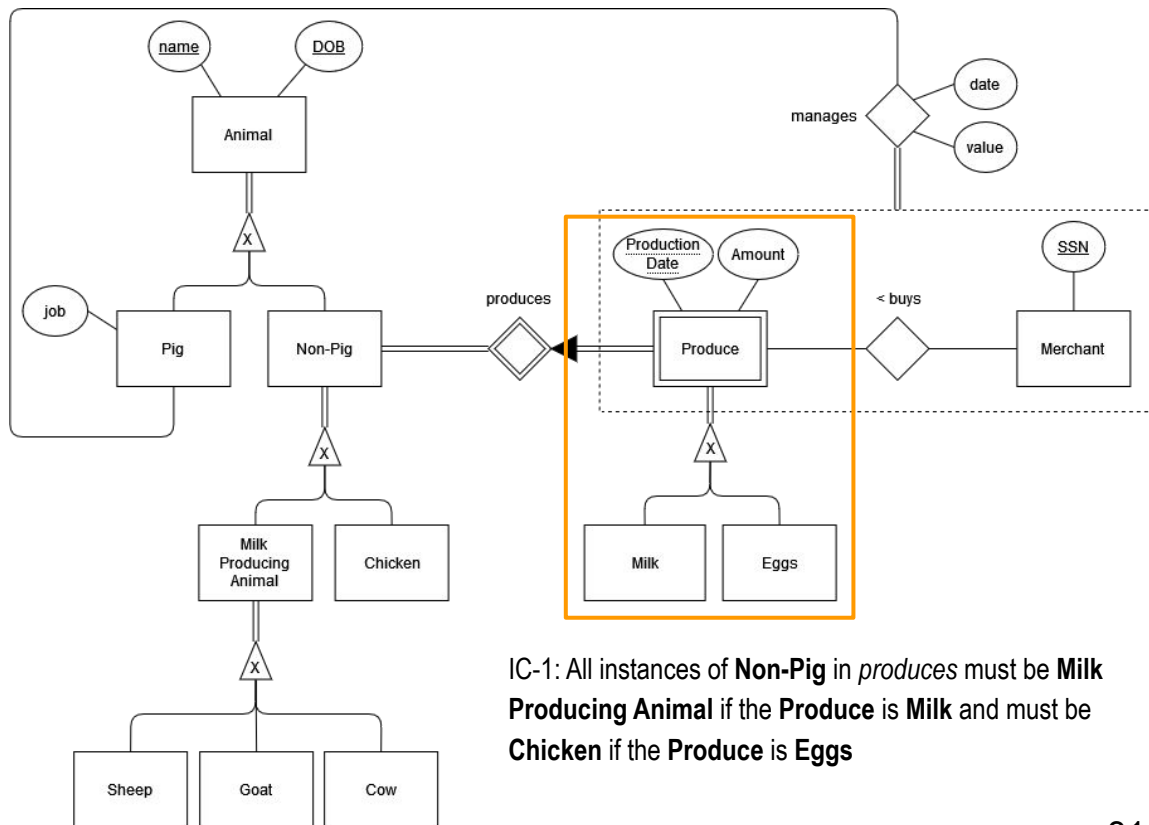 name
DOB
date
manages
Animal
value
Production
Date
Amount
SSN
X
job
produces
< buys
Pig
Non-Pig
Produce
Merchant
X
X
Milk
Producing
Animal
Chicken
Milk
Eggs
X
IC-1: All instances of Non-Pig in produces must be Milk
Producing Animal if the Produce is Milk and must be
Chicken if the Produce is Eggs
Sheep
Goat
Cow